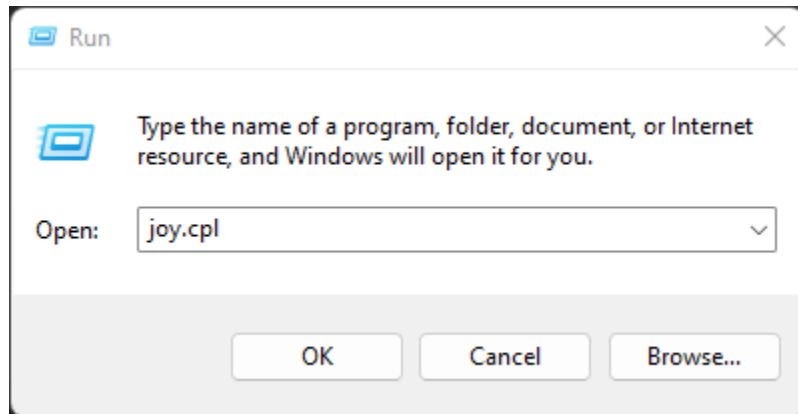 Run
Type the name of a program, folder, document, or Internet
resource, and Windows will open it for you.
Open: joy.cpl
OK Cancel Browse...